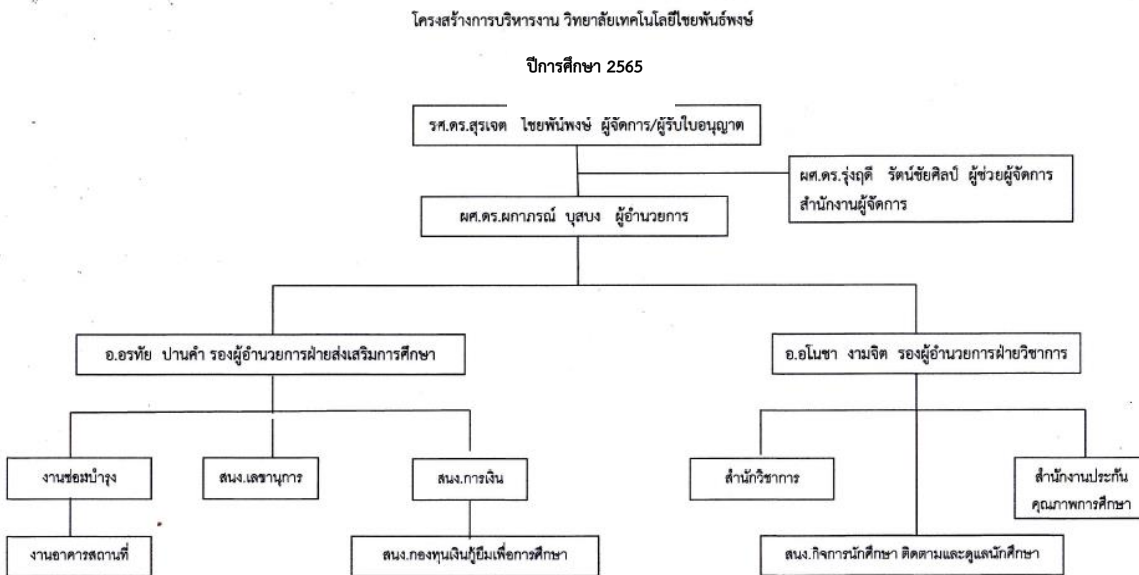 โครงสร้างการบริหารงาน วิทยาลัยเทคโนโลยีไชยพันธ์พงษ์
ปีการศึกษา 2565
รศ.ดร.สุรเจต ไชยพันพงษ์ ผู้จัดการ/ผู้รับใบอนุญาต
ผศ.ดร.รุ่งฤดี รัตน์ชัยศิลป์ ผู้ช่วยผู้จัดการ
สำนักงานผู้จัดการ
ผศ.ดร.ผกาภรณ์ บุสบง ผู้อำนวยการ
อ.อรทัย ปานคำ รองผู้อำนวยการฝ่ายส่งเสริมการศึกษา
อ.อโนชา งามจิต รองผู้อำนวยการฝ่ายวิชาการ
งานซ่อมบำรุง
สนง.เลขานุการ
สนง.การเงิน
สำนักวิชาการ
สำนักงานประกัน
คุณภาพการศึกษา
งานอาคารสถานที่
สนง.กองทุนเงินกู้ยืมเพื่อการศึกษา
สนง.กิจการนักศึกษา ติดตามและดูแลนักศึกษา